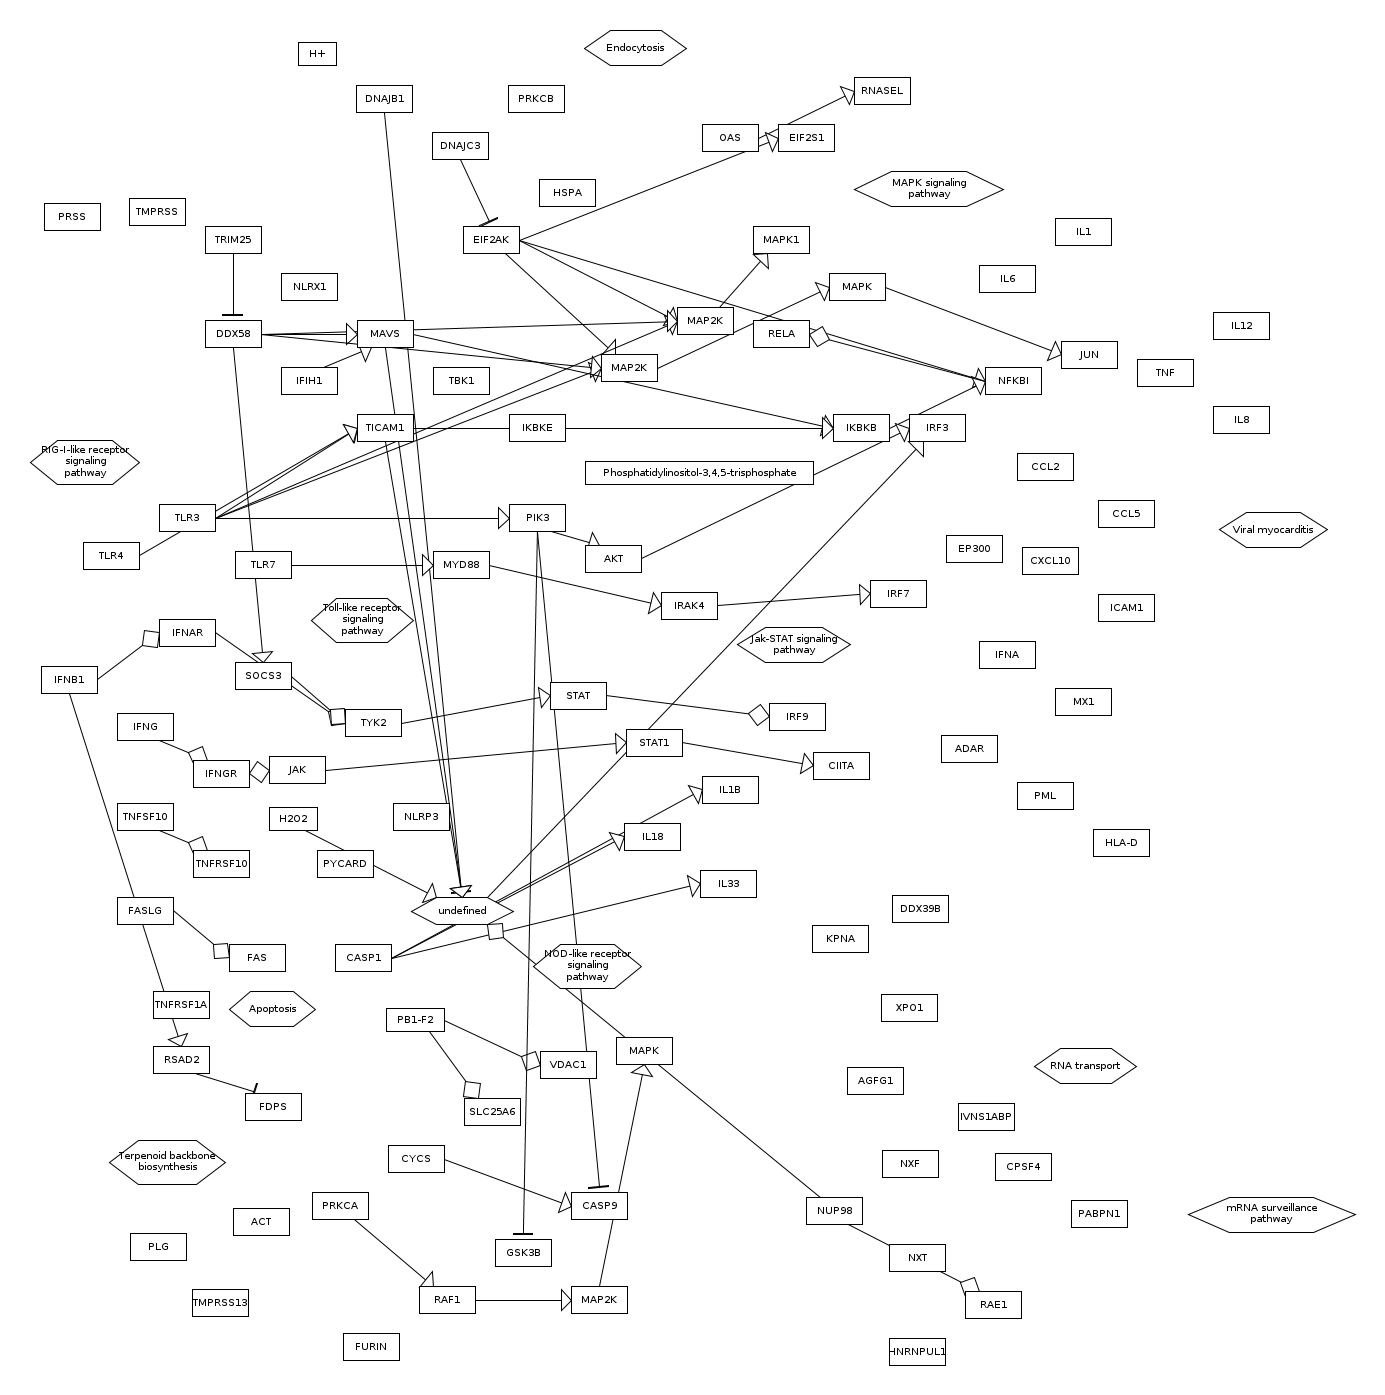 H+
Endocytosis
DNAJB1
PRKCB
RNASEL
DNAJC3
OAS
EIF2S1
HSPA
MAPK signaling
pathway
PRSS
TMPRSS
TRIM25
EIF2AK
MAPK1
IL1
NLRX1
MAPK
IL6
DDX58
MAVS
MAP2K
RELA
IL12
JUN
IFIH1
TBK1
MAP2K
NFKBI
TNF
TICAM1
IKBKE
IKBKB
IRF3
IL8
RIG-I-like receptor
signaling
pathway
Phosphatidylinositol-3,4,5-trisphosphate
CCL2
TLR3
PIK3
CCL5
Viral myocarditis
TLR4
TLR7
MYD88
AKT
EP300
CXCL10
IRAK4
IRF7
ICAM1
Toll-like receptor
signaling
pathway
IFNAR
Jak-STAT signaling
pathway
IFNA
IFNB1
SOCS3
STAT
MX1
IFNG
TYK2
IRF9
IFNGR
JAK
STAT1
CIITA
ADAR
IL1B
PML
TNFSF10
H2O2
NLRP3
IL18
HLA-D
TNFRSF10
PYCARD
IL33
FASLG
undefined
DDX39B
KPNA
FAS
CASP1
NOD-like receptor
signaling
pathway
TNFRSF1A
Apoptosis
PB1-F2
XPO1
RSAD2
VDAC1
MAPK
RNA transport
FDPS
SLC25A6
AGFG1
IVNS1ABP
Terpenoid backbone
biosynthesis
CYCS
NXF
CPSF4
PRKCA
CASP9
NUP98
PABPN1
mRNA surveillance
pathway
ACT
PLG
GSK3B
NXT
TMPRSS13
RAF1
MAP2K
RAE1
FURIN
HNRNPUL1